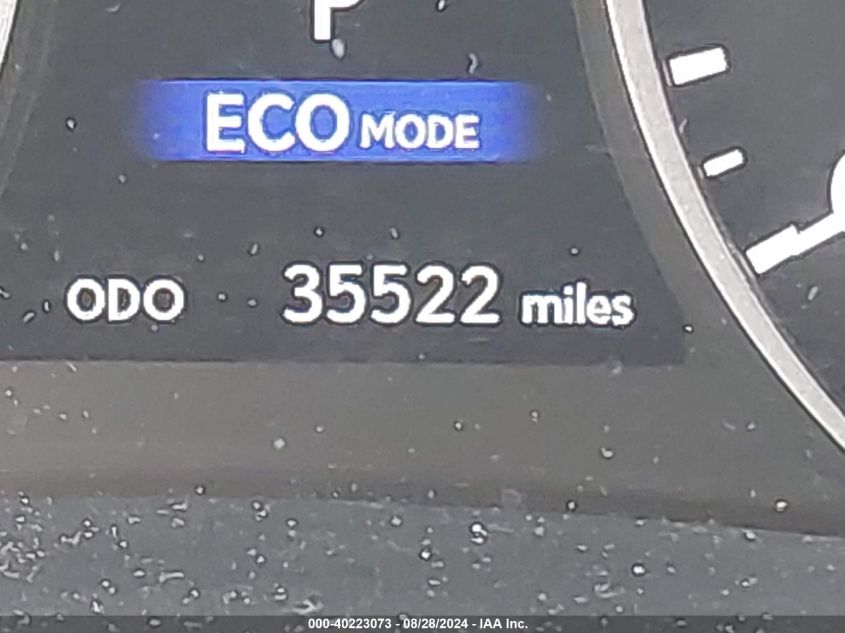 P
ECO MODE
ODO 35522 miles
000-40223073 - 08/28/2024 - IAA Inc.